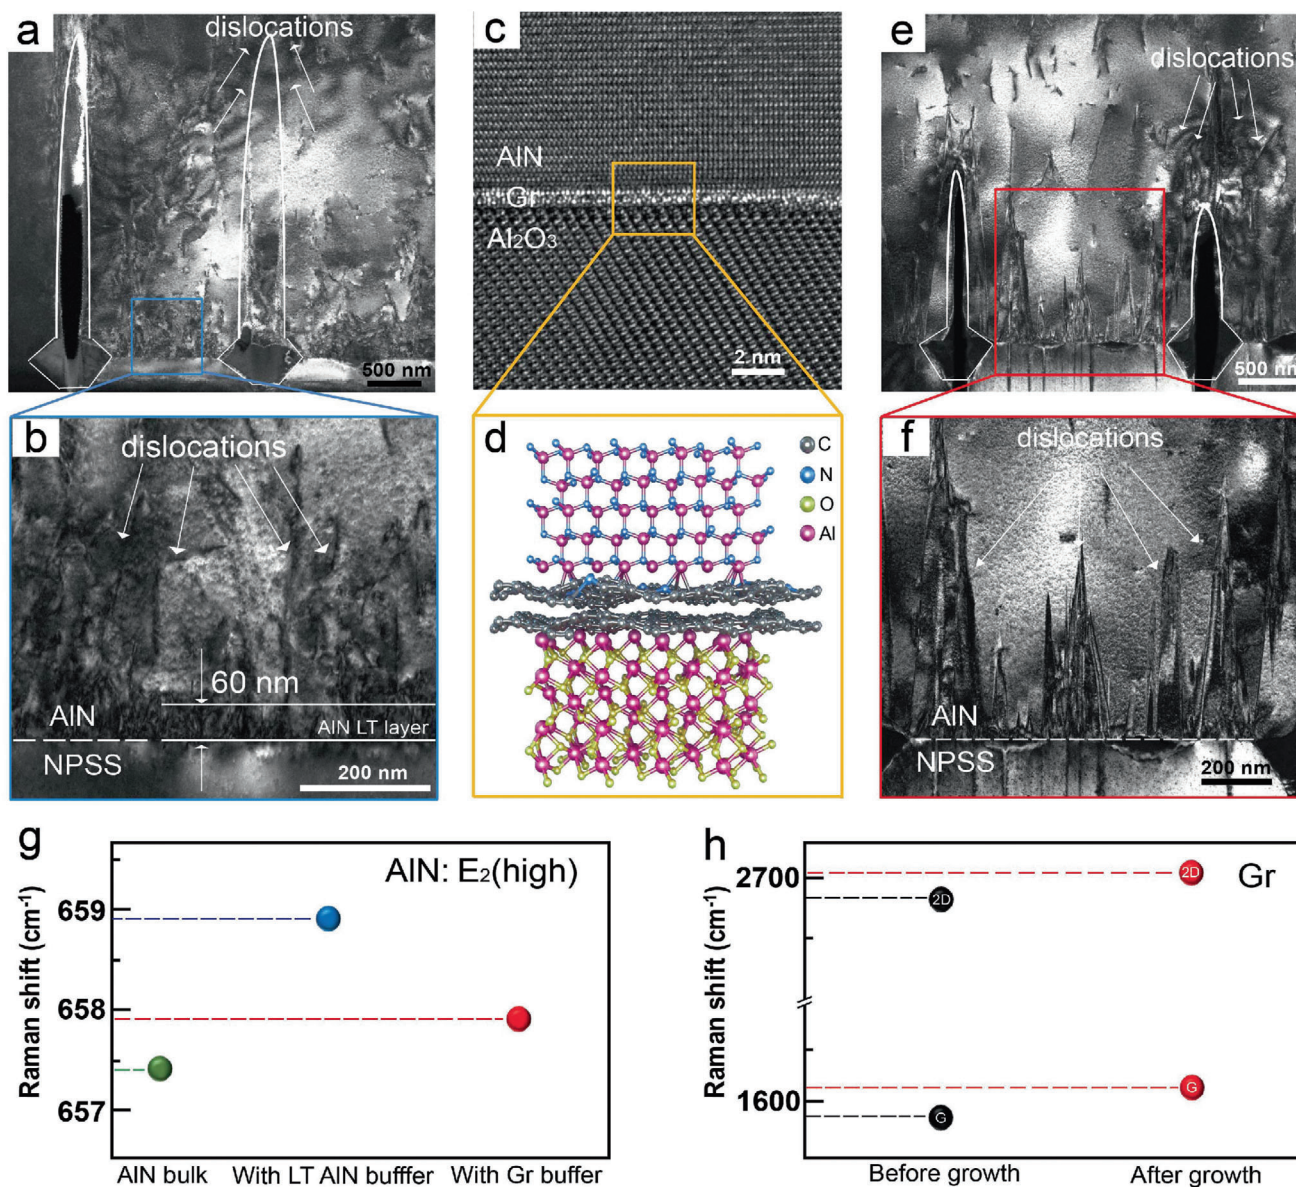 a
dislocations
500 nm
b
dislocations
60 nm
AlN
AlN LT layer
NPSS
200 nm
c
AlN
Gr
Al2O3
2 nm
d
C
N
O
Al
e
dislocations
500 nm
f
dislocations
AlN
NPSS
200 nm
g
AlN: E2(high)
Raman shift (cm-1)
659
658
657
AlN bulk
With LT AlN bufffer
With Gr buffer
h
Gr
Raman shift (cm-1)
2700
1600
2D
2D
G
G
Before growth
After growth